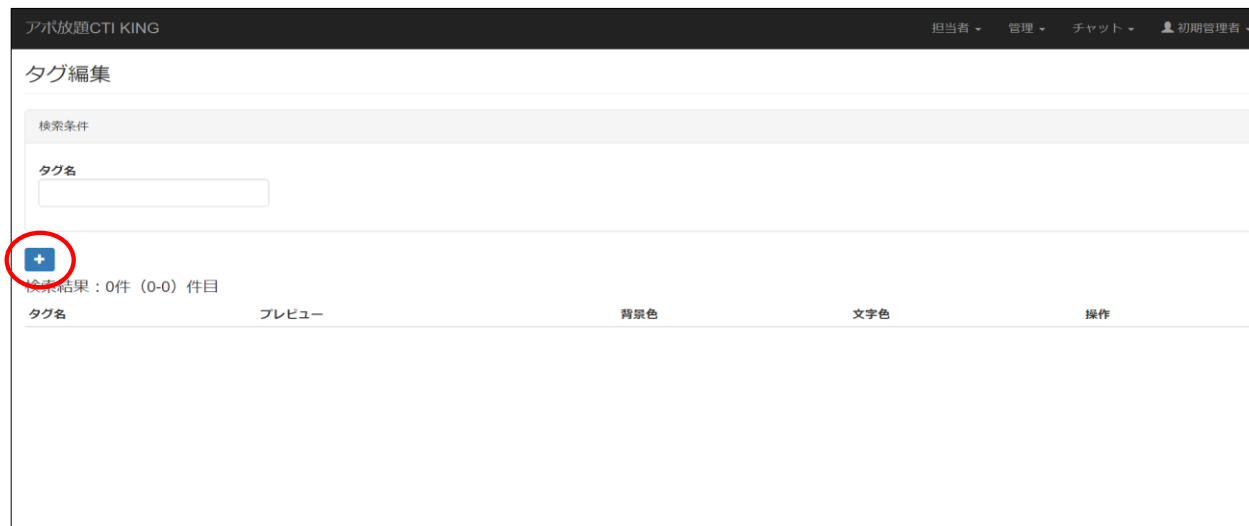 アポ放題CTI KING 担当者 管理 チャット 初期管理者
タグ編集
検索条件
タグ名
+
検索結果：0件（0-0）件目
タグ名 プレビュー 背景色 文字色 操作